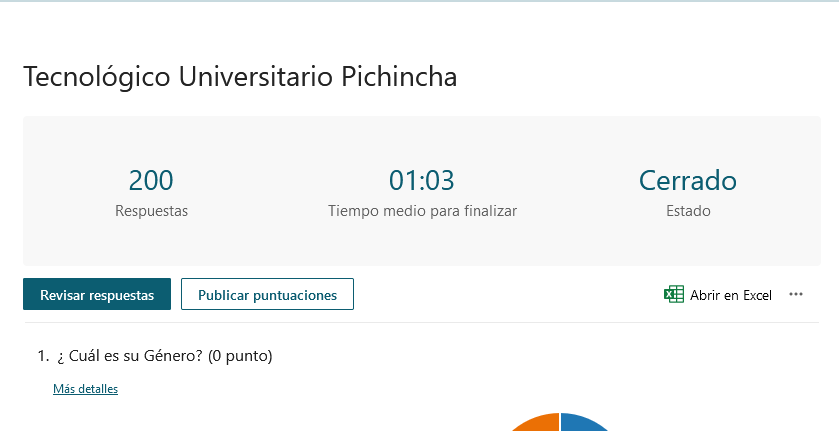 Tecnológico Universitario Pichincha
200
Respuestas
01:03
Tiempo medio para finalizar
Cerrado
Estado
Revisar respuestas
Publicar puntuaciones
Abrir en Excel
1. ¿ Cuál es su Género? (0 punto)
Más detalles